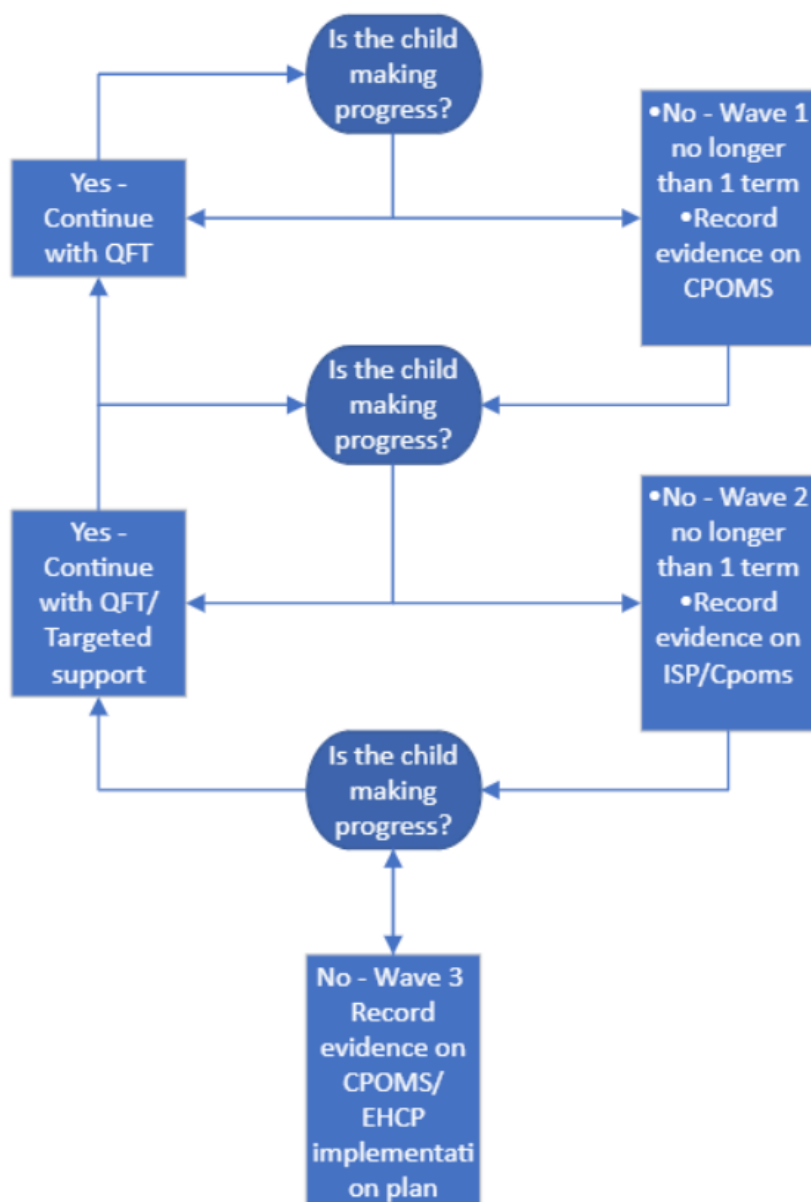 Is the child
making
progress?
•No - Wave 1
no longer
than 1 term
•Record
evidence on
CPOMS
Yes -
Continue
with QFT
Is the child
making
progress?
•No - Wave 2
no longer
than 1 term
•Record
evidence on
ISP/Cpoms
Yes -
Continue
with QFT/
Targeted
support
Is the child
making
progress?
No - Wave 3
Record
evidence on
CPOMS/
EHCP
implementati
on plan